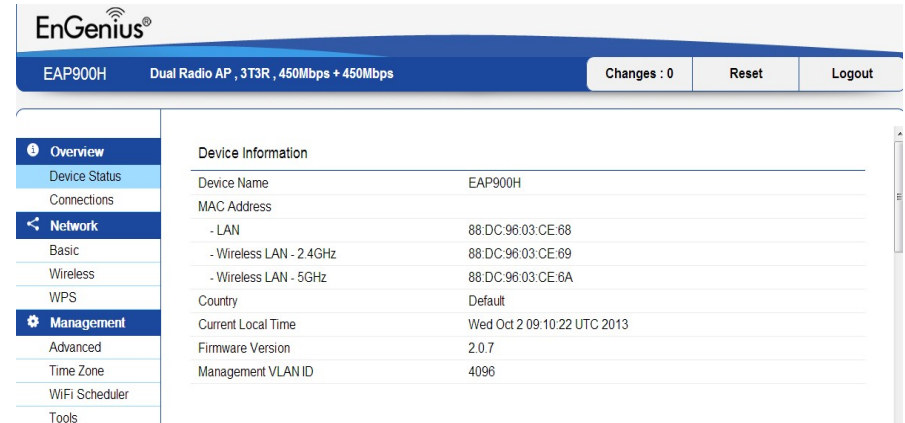 EnGenius®
EAP900H Dual Radio AP , 3T3R , 450Mbps + 450Mbps Changes : 0 Reset Logout
Overview
Device Status
Connections
Network
Basic
Wireless
WPS
Management
Advanced
Time Zone
WiFi Scheduler
Tools
Device Information
Device Name EAP900H
MAC Address
- LAN 88:DC:96:03:CE:68
- Wireless LAN - 2.4GHz 88:DC:96:03:CE:69
- Wireless LAN - 5GHz 88:DC:96:03:CE:6A
Country Default
Current Local Time Wed Oct 2 09:10:22 UTC 2013
Firmware Version 2.0.7
Management VLAN ID 4096